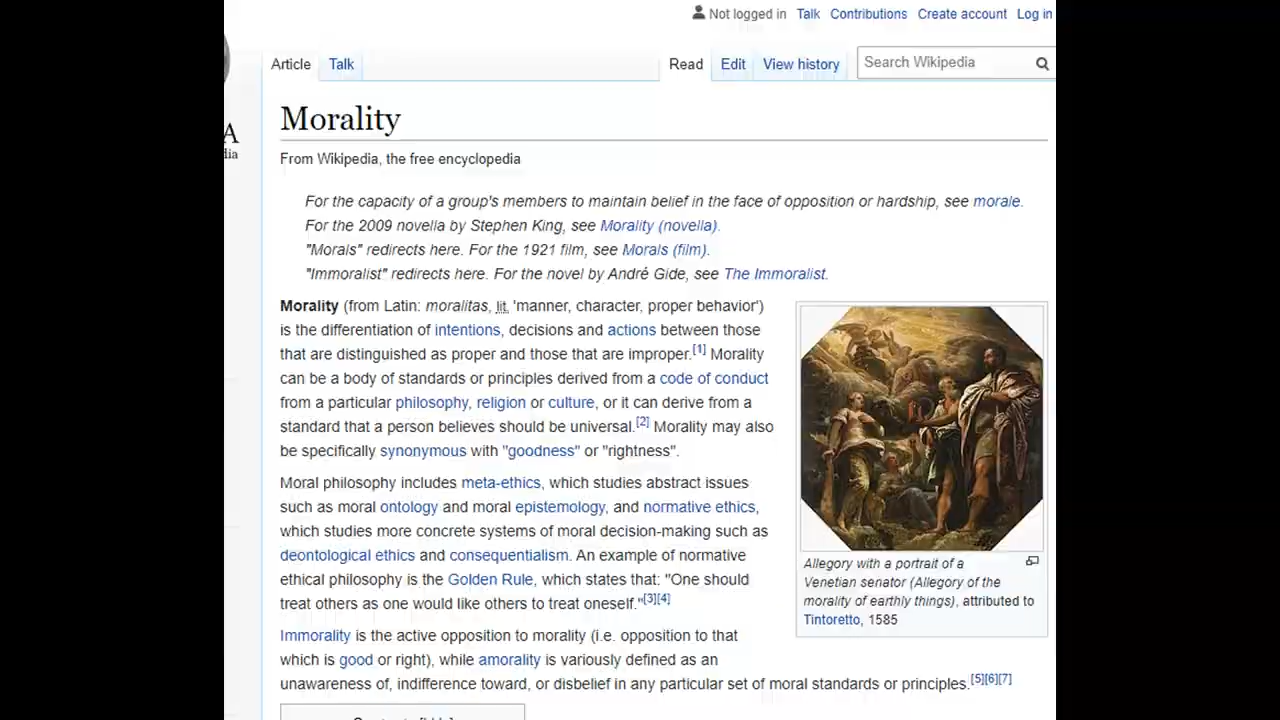 Not logged in Talk Contributions Create account Log in
Article Talk Read Edit View history Search Wikipedia
A
dia
Morality
From Wikipedia, the free encyclopedia
For the capacity of a group's members to maintain belief in the face of opposition or hardship, see morale.
For the 2009 novella by Stephen King, see Morality (novella).
"Morals" redirects here. For the 1921 film, see Morals (film).
"Immoralist" redirects here. For the novel by André Gide, see The Immoralist.
Morality (from Latin: moralitas, lit. 'manner, character, proper behavior')
is the differentiation of intentions, decisions and actions between those
that are distinguished as proper and those that are improper.[1] Morality
can be a body of standards or principles derived from a code of conduct
from a particular philosophy, religion or culture, or it can derive from a
standard that a person believes should be universal.[2] Morality may also
be specifically synonymous with "goodness" or "rightness".
Moral philosophy includes meta-ethics, which studies abstract issues
such as moral ontology and moral epistemology, and normative ethics,
which studies more concrete systems of moral decision-making such as
deontological ethics and consequentialism. An example of normative
ethical philosophy is the Golden Rule, which states that: "One should
treat others as one would like others to treat oneself."[3][4]
Immorality is the active opposition to morality (i.e. opposition to that
which is good or right), while amorality is variously defined as an
unawareness of, indifference toward, or disbelief in any particular set of moral standards or principles.[5][6][7]
Allegory with a portrait of a
Venetian senator (Allegory of the
morality of earthly things), attributed to
Tintoretto, 1585